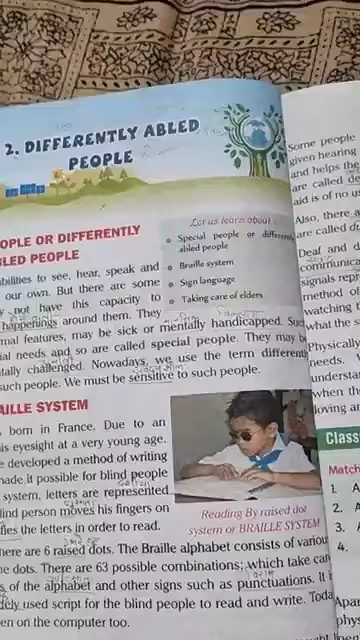 2. DIFFERENTLY ABLED
PEOPLE
Let us learn about :
Special people or differently
abled people
Braille system
Sign language
Taking care of elders
OPLE OR DIFFERENTLY
LED PEOPLE
bilities to see, hear, speak and
our own. But there are some
not have this capacity to
happenings around them. They
mal features, may be sick or mentally handicapped. Suc
ial needs and so are called special people. They may b
tally challenged. Nowadays, we use the term different
such people. We must be sensitive to such people.
AILLE SYSTEM
born in France. Due to an
is eyesight at a very young age.
e developed a method of writing
made it possible for blind people
system, letters are represented
lind person moves his fingers on
fies the letters in order to read.
Reading By raised dot
system or BRAILLE SYSTEM
here are 6 raised dots. The Braille alphabet consists of variou
e dots. There are 63 possible combinations; which take car
s of the alphabet and other signs such as punctuations. It i
dely used script for the blind people to read and write. Toda
en on the computer too.
Some people
given hearing
and helps the
are called de
aid is of no us
Also, there a
are called du
Deaf and d
communica
signals repr
method of
watching t
what the s
Physically
needs.
understa
when th
loving ar
Class
Match
1. A
2. A
3.
4.
Apar
phys